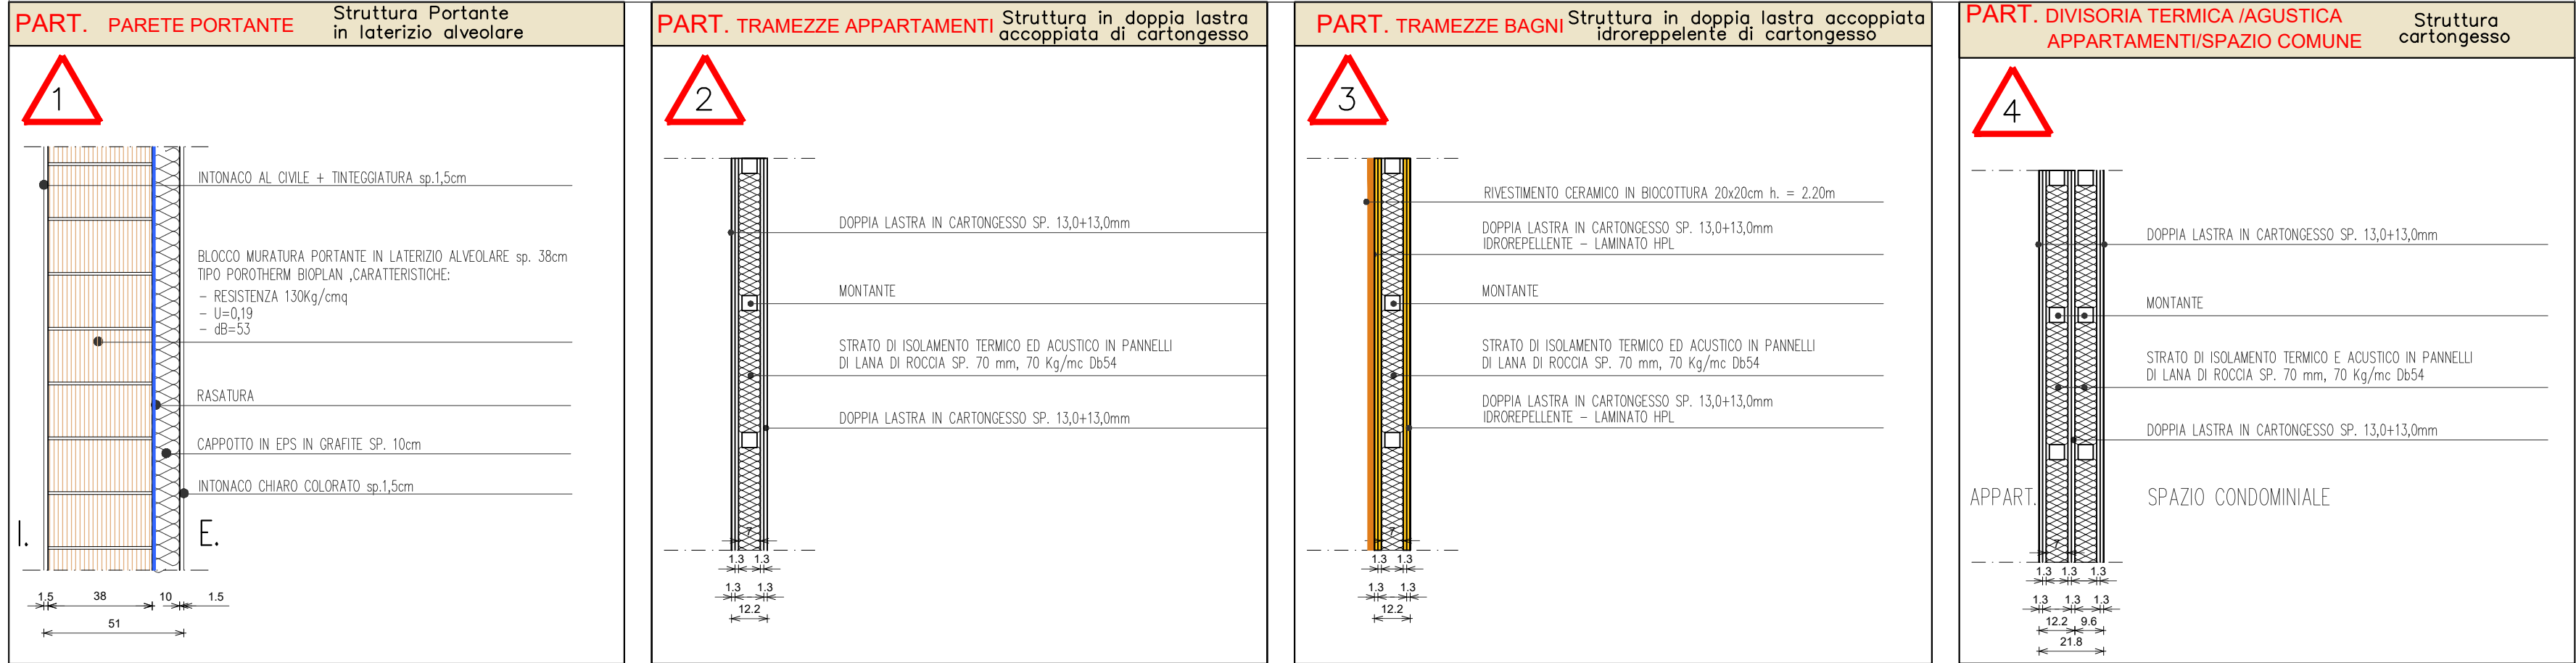 PART. PARETE PORTANTE
Struttura Portante
in laterizio alveolare
1
INTONACO AL CIVILE + TINTEGGIATURA sp.1,5cm
BLOCCO MURATURA PORTANTE IN LATERIZIO ALVEOLARE sp. 38cm
TIPO POROTHERM BIOPLAN ,CARATTERISTICHE:
- RESISTENZA 130Kg/cmq
- U=0,19
- dB=53
RASATURA
CAPPOTTO IN EPS IN GRAFITE SP. 10cm
INTONACO CHIARO COLORATO sp.1,5cm
I. E.
1.5 38 10 1.5
51
PART. TRAMEZZE APPARTAMENTI
Struttura in doppia lastra
accoppiata di cartongesso
2
DOPPIA LASTRA IN CARTONGESSO SP. 13,0+13,0mm
MONTANTE
STRATO DI ISOLAMENTO TERMICO ED ACUSTICO IN PANNELLI
DI LANA DI ROCCIA SP. 70 mm, 70 Kg/mc Db54
DOPPIA LASTRA IN CARTONGESSO SP. 13,0+13,0mm
7
1.3 1.3
1.3 1.3
12.2
PART. TRAMEZZE BAGNI
Struttura in doppia lastra accoppiata
idroreppelente di cartongesso
3
RIVESTIMENTO CERAMICO IN BIOCOTTURA 20x20cm h. = 2.20m
DOPPIA LASTRA IN CARTONGESSO SP. 13,0+13,0mm
IDROREPELLENTE - LAMINATO HPL
MONTANTE
STRATO DI ISOLAMENTO TERMICO ED ACUSTICO IN PANNELLI
DI LANA DI ROCCIA SP. 70 mm, 70 Kg/mc Db54
DOPPIA LASTRA IN CARTONGESSO SP. 13,0+13,0mm
IDROREPELLENTE - LAMINATO HPL
7
1.3 1.3
1.3 1.3
12.2
PART. DIVISORIA TERMICA /AGUSTICA
APPARTAMENTI/SPAZIO COMUNE
Struttura
cartongesso
4
DOPPIA LASTRA IN CARTONGESSO SP. 13,0+13,0mm
MONTANTE
STRATO DI ISOLAMENTO TERMICO E ACUSTICO IN PANNELLI
DI LANA DI ROCCIA SP. 70 mm, 70 Kg/mc Db54
DOPPIA LASTRA IN CARTONGESSO SP. 13,0+13,0mm
APPART. SPAZIO CONDOMINIALE
7
1.3 1.3 1.3
1.3 1.3 1.3
12.2 9.6
21.8